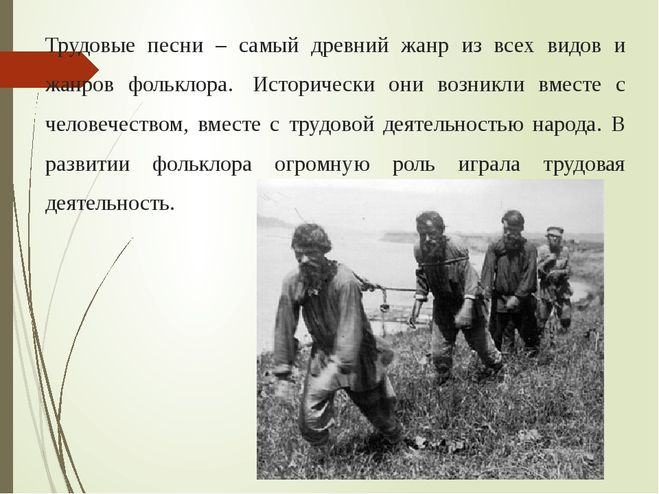 Трудовые песни – самый древний жанр из всех видов и
жанров фольклора. Исторически они возникли вместе с
человечеством, вместе с трудовой деятельностью народа. В
развитии фольклора огромную роль играла трудовая
деятельность.